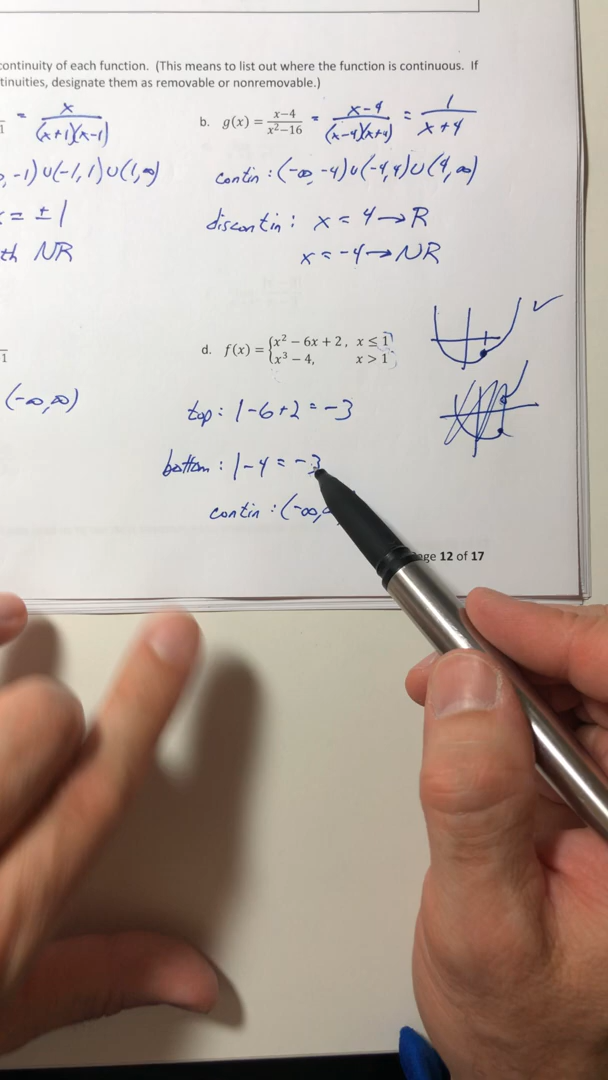 continuity of each function. (This means to list out where the function is continuous. If
tinuities, designate them as removable or nonremovable.)
1 = x/((x+1)(x-1))
, -1) ∪ (-1, 1) ∪ (1, ∞)
= ± 1
th NR
b. g(x) = (x−4)/(x²−16) = (x-4)/((x-4)(x+4)) = 1/(x+4)
contin : (-∞, -4) ∪ (-4, 4) ∪ (4, ∞)
discontin : x = 4 → R
x = -4 → NR
1
(-∞, ∞)
d. f(x) = { x² − 6x + 2, x ≤ 1
x³ − 4, x > 1
top : 1 - 6 + 2 = -3
bottom : 1 - 4 = -3
contin : (-∞,
Page 12 of 17